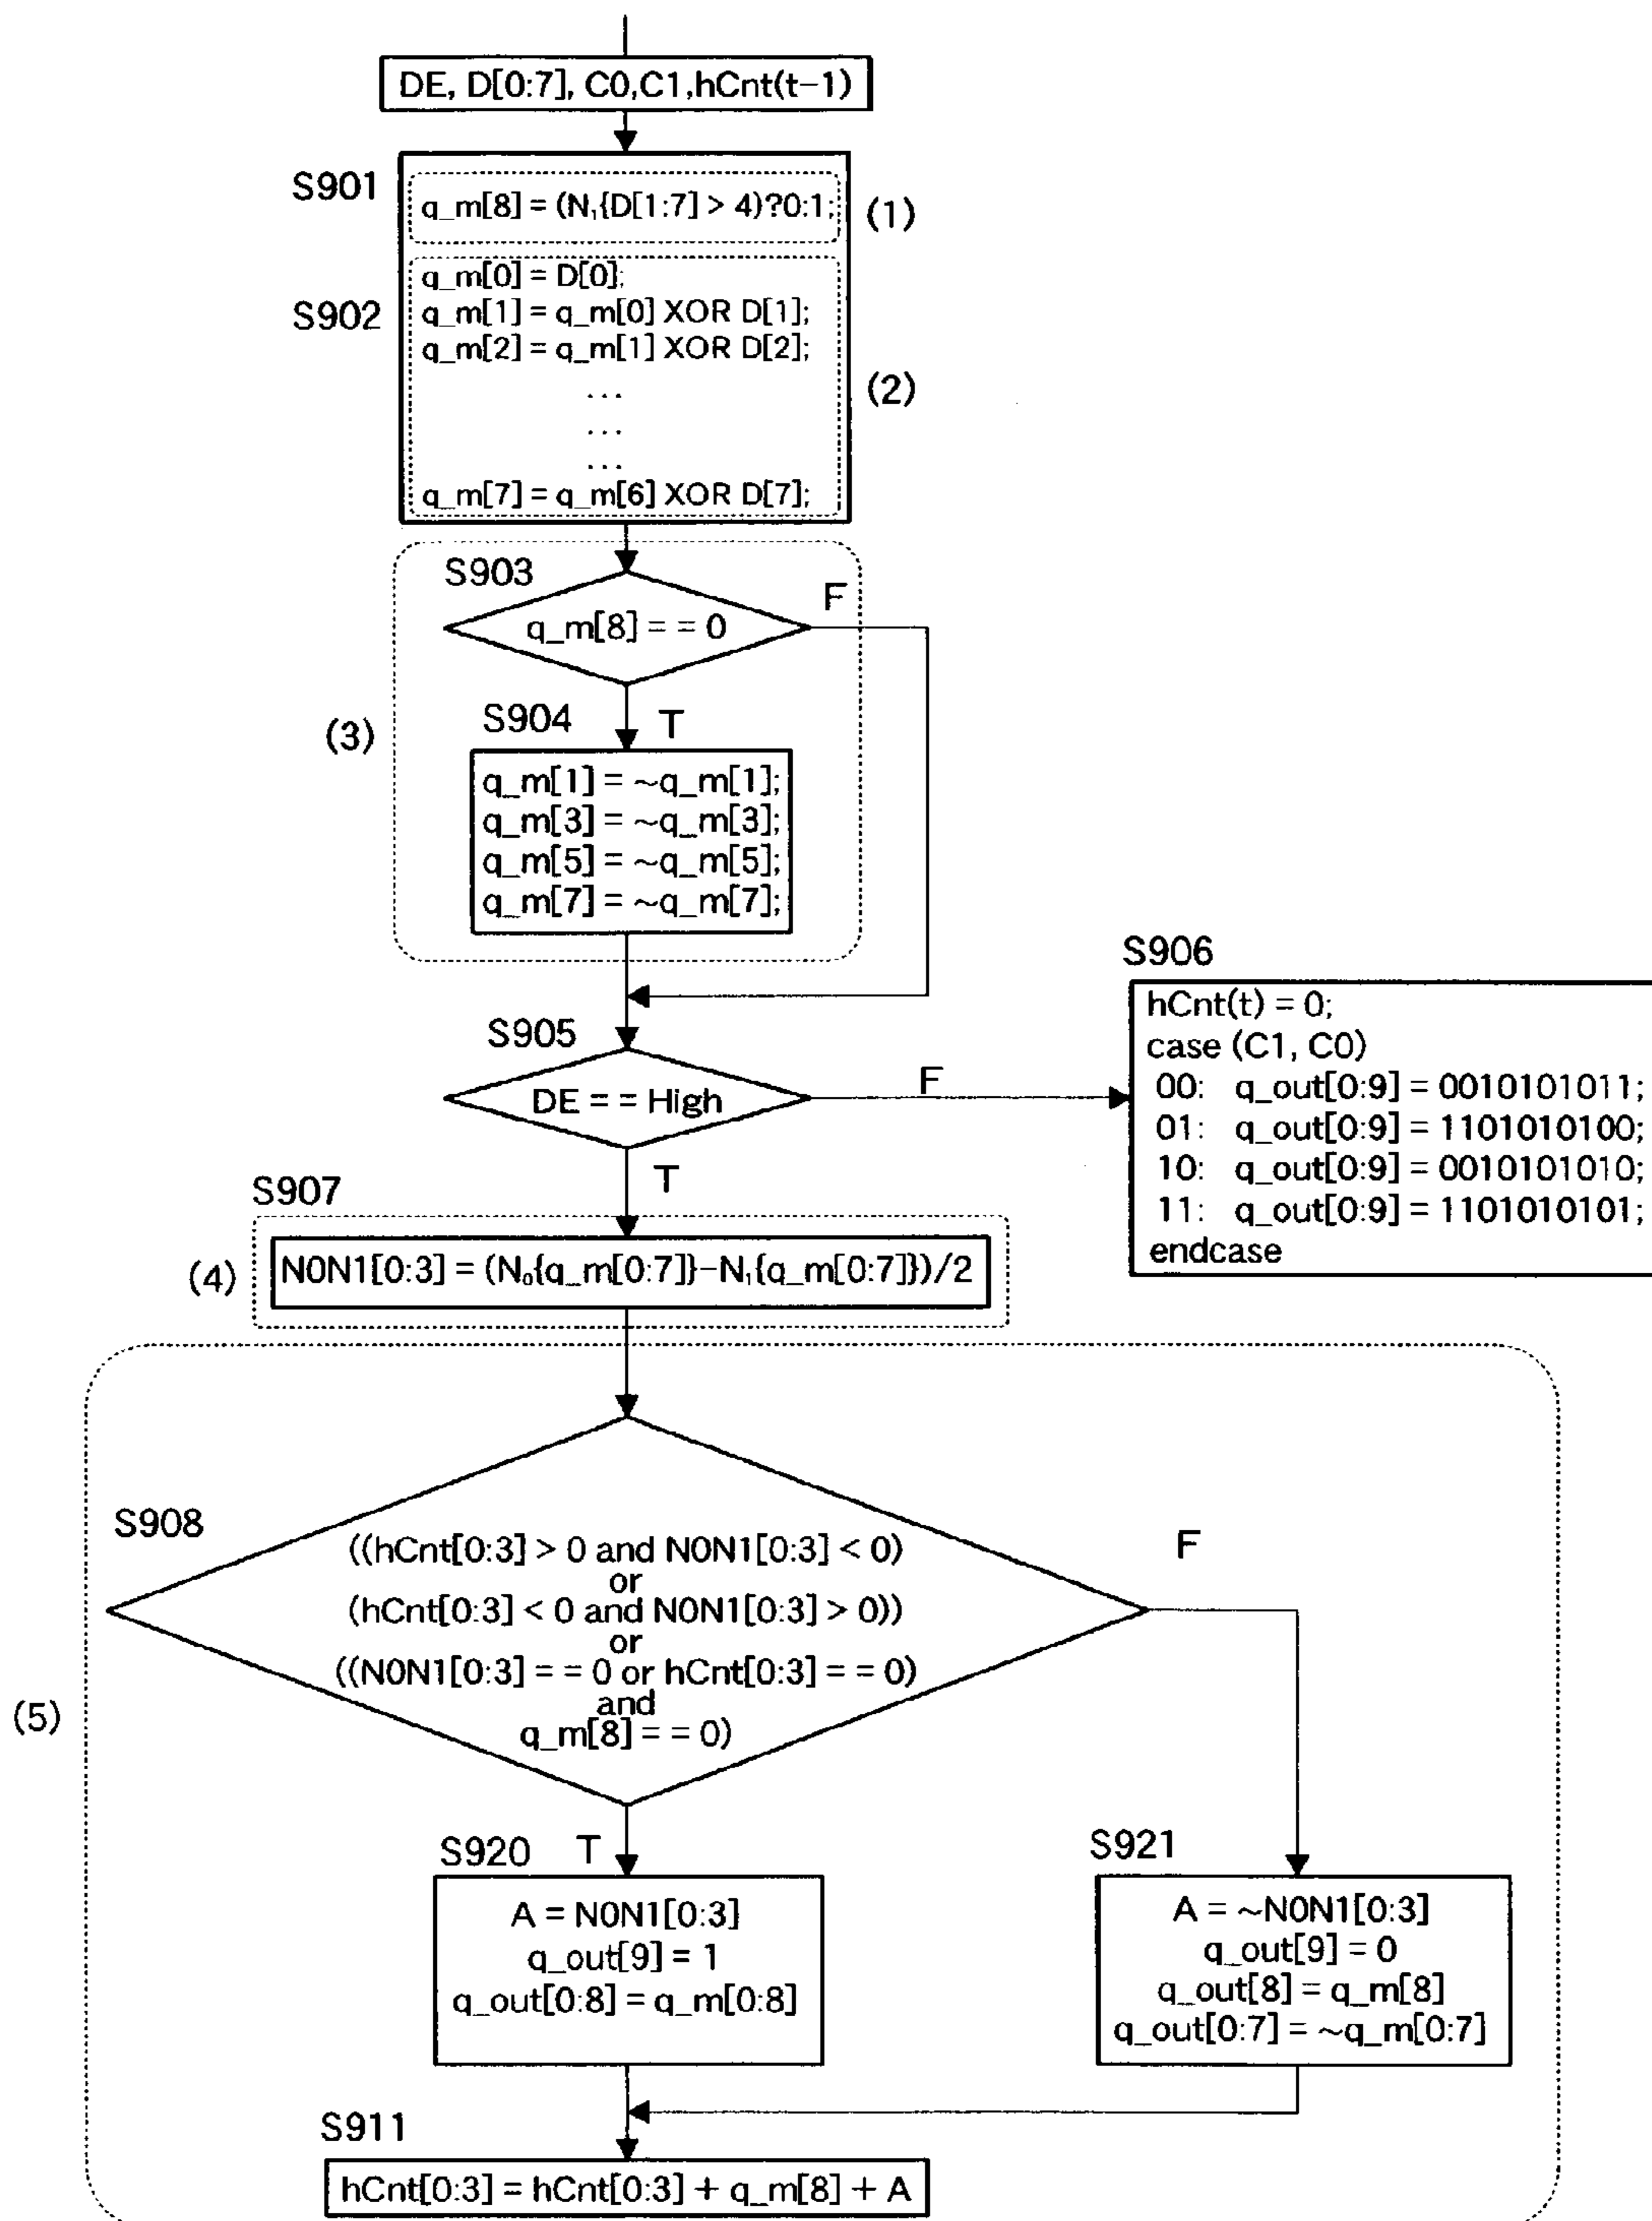 DE, D[0:7], C0,C1,hCnt(t−1)
S901
q_m[8] = (N₁{D[1:7] > 4)?0:1;
(1)
S902
q_m[0] = D[0];
q_m[1] = q_m[0] XOR D[1];
q_m[2] = q_m[1] XOR D[2];
...
...
...
q_m[7] = q_m[6] XOR D[7];
(2)
S903
q_m[8] = = 0
F
(3)
S904
T
q_m[1] = ~q_m[1];
q_m[3] = ~q_m[3];
q_m[5] = ~q_m[5];
q_m[7] = ~q_m[7];
S905
DE = = High
F
S906
hCnt(t) = 0;
case (C1, C0)
00: q_out[0:9] = 0010101011;
01: q_out[0:9] = 1101010100;
10: q_out[0:9] = 0010101010;
11: q_out[0:9] = 1101010101;
endcase
T
S907
(4)
N0N1[0:3] = (N₀{q_m[0:7]}−N₁{q_m[0:7]})/2
(5)
S908
((hCnt[0:3] > 0 and N0N1[0:3] < 0)
or
(hCnt[0:3] < 0 and N0N1[0:3] > 0))
or
((N0N1[0:3] = = 0 or hCnt[0:3] = = 0)
and
q_m[8] = = 0)
F
S920
T
A = N0N1[0:3]
q_out[9] = 1
q_out[0:8] = q_m[0:8]
S921
A = ~N0N1[0:3]
q_out[9] = 0
q_out[8] = q_m[8]
q_out[0:7] = ~q_m[0:7]
S911
hCnt[0:3] = hCnt[0:3] + q_m[8] + A